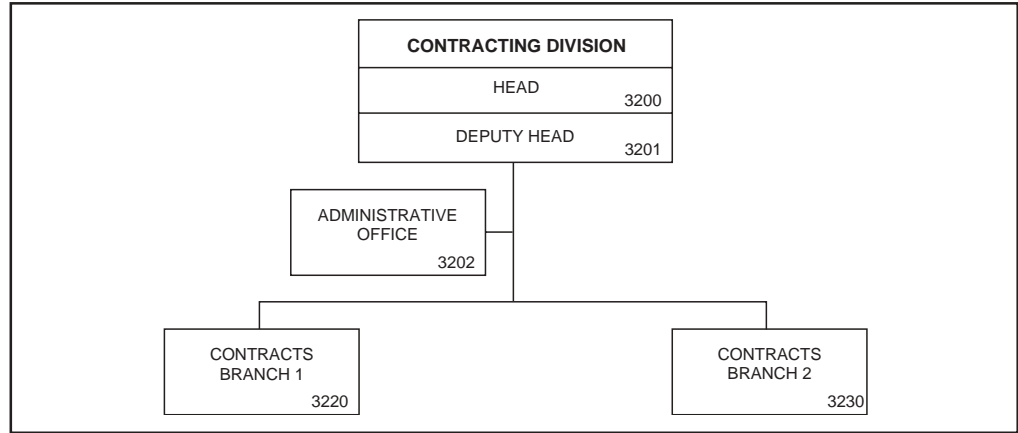 CONTRACTING DIVISION
HEAD
3200
DEPUTY HEAD
3201
ADMINISTRATIVE
OFFICE
3202
CONTRACTS
BRANCH 1
3220
CONTRACTS
BRANCH 2
3230